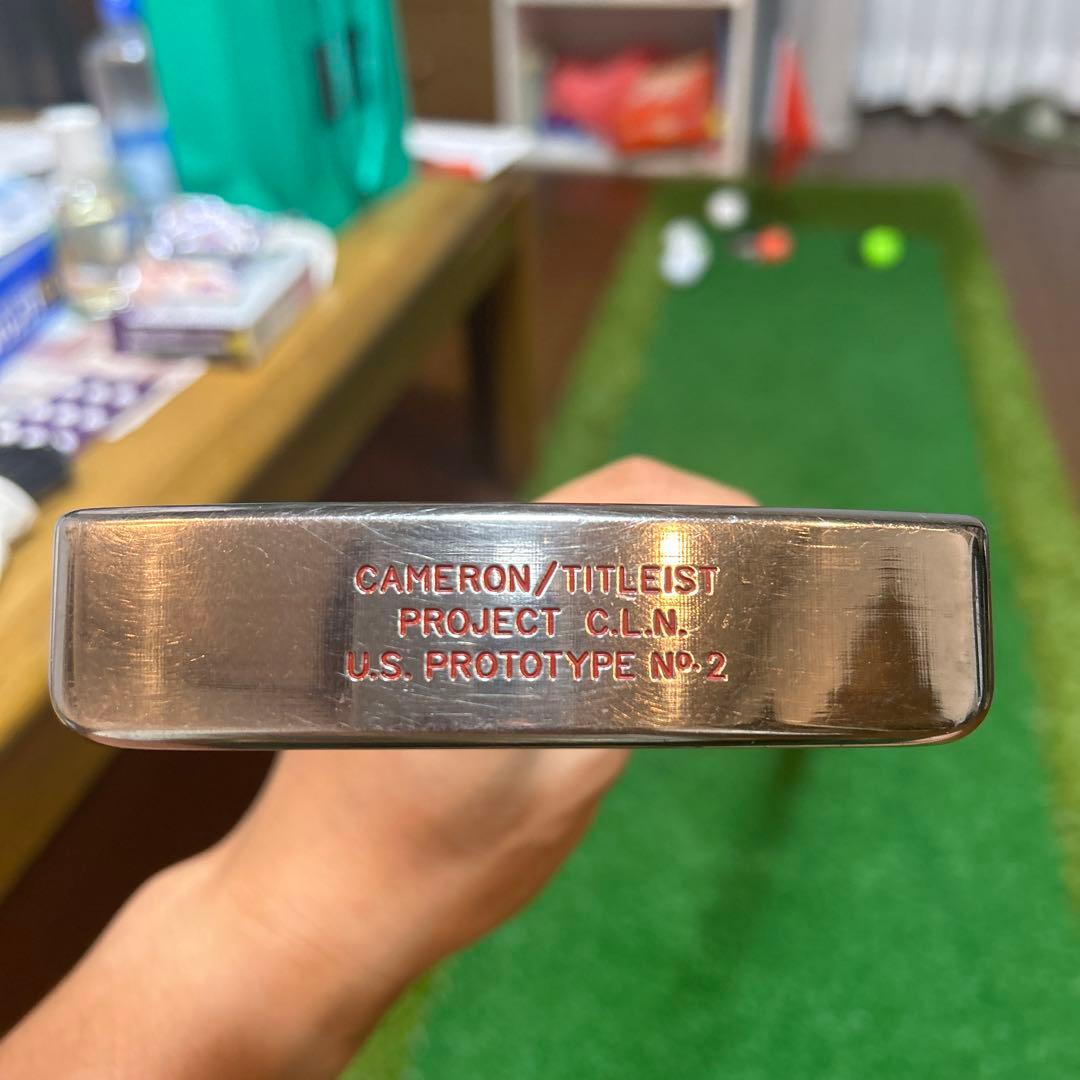 CAMERON/TITLEIST
PROJECT C.L.N.
U.S. PROTOTYPE Nº. 2